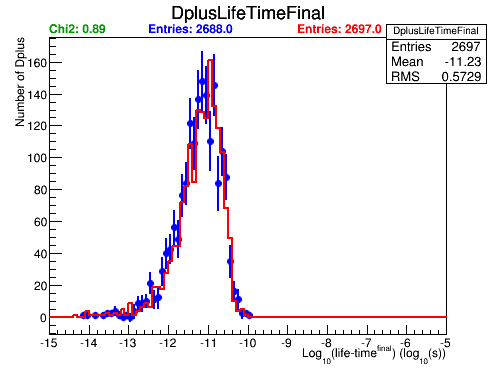 DplusLifeTimeFinal
Chi2: 0.89 Entries: 2688.0 Entries: 2697.0
DplusLifeTimeFinal
Entries 2697
Mean -11.23
RMS 0.5729
Number of Dplus
160
140
120
100
80
60
40
20
0
-15 -14 -13 -12 -11 -10 -9 -8 -7 -6 -5
Log10(life-time^final) (log10(s))